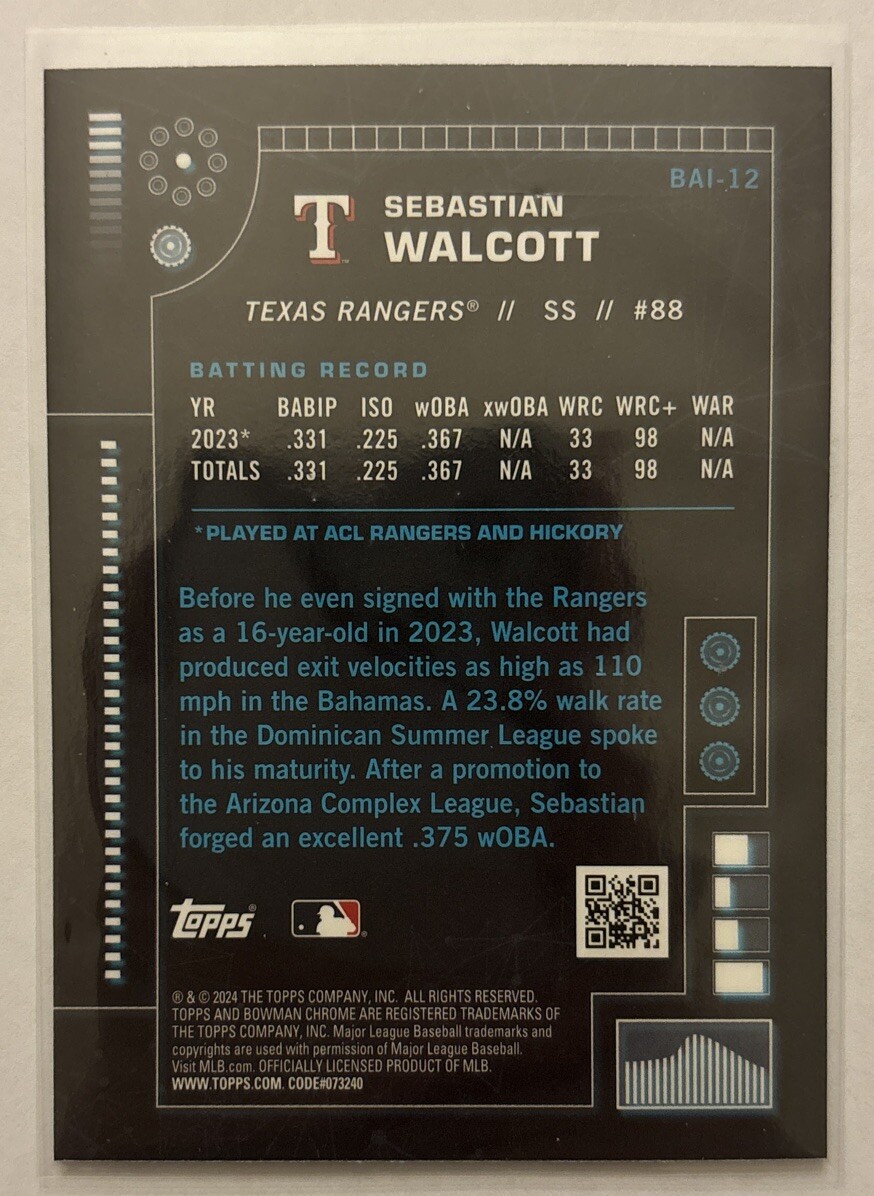 BAI-12
T
SEBASTIAN
WALCOTT
TEXAS RANGERS® // SS // #88
BATTING RECORD
YR BABIP ISO wOBA xwOBA WRC WRC+ WAR
2023* .331 .225 .367 N/A 33 98 N/A
TOTALS .331 .225 .367 N/A 33 98 N/A
*PLAYED AT ACL RANGERS AND HICKORY
Before he even signed with the Rangers
as a 16-year-old in 2023, Walcott had
produced exit velocities as high as 110
mph in the Bahamas. A 23.8% walk rate
in the Dominican Summer League spoke
to his maturity. After a promotion to
the Arizona Complex League, Sebastian
forged an excellent .375 wOBA.
Topps®
® & © 2024 THE TOPPS COMPANY, INC. ALL RIGHTS RESERVED.
TOPPS AND BOWMAN CHROME ARE REGISTERED TRADEMARKS OF
THE TOPPS COMPANY, INC. Major League Baseball trademarks and
copyrights are used with permission of Major League Baseball.
Visit MLB.com. OFFICIALLY LICENSED PRODUCT OF MLB.
WWW.TOPPS.COM. CODE#073240